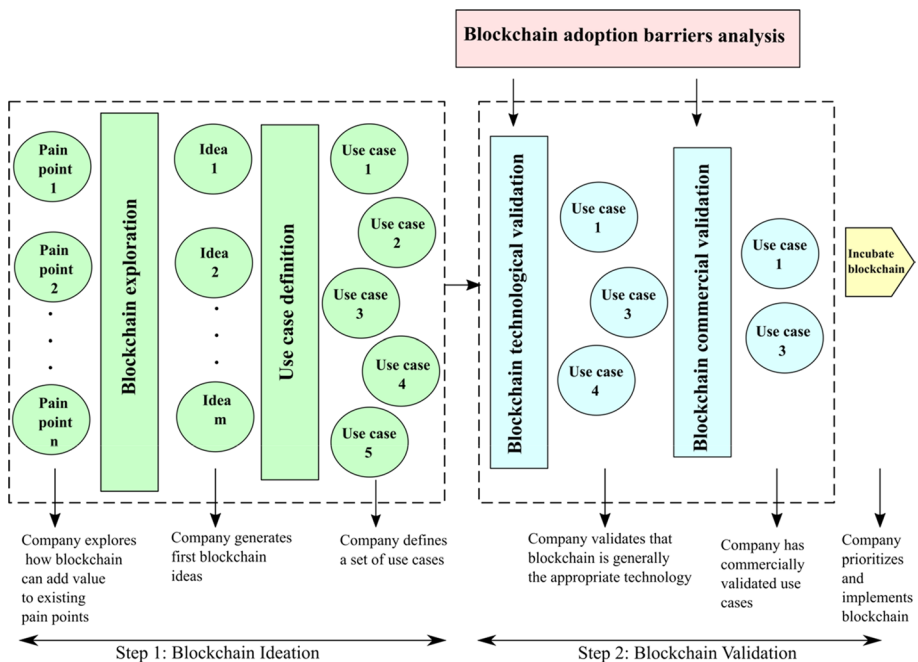 Blockchain adoption barriers analysis
Pain
point
1
Pain
point
2
Pain
point
n
Blockchain exploration
Idea
1
Idea
2
Idea
m
Use case definition
Use case
1
Use case
2
Use case
3
Use case
4
Use case
5
Blockchain technological validation
Use case
1
Use case
3
Use case
4
Blockchain commercial validation
Use case
1
Use case
3
Incubate
blockchain
Company explores
how blockchain
can add value
to existing
pain points
Company generates
first blockchain
ideas
Company defines
a set of use cases
Company validates that
blockchain is generally
the appropriate technology
Company has
commercially
validated use
cases
Company
prioritizes and
implements
blockchain
Step 1: Blockchain Ideation
Step 2: Blockchain Validation